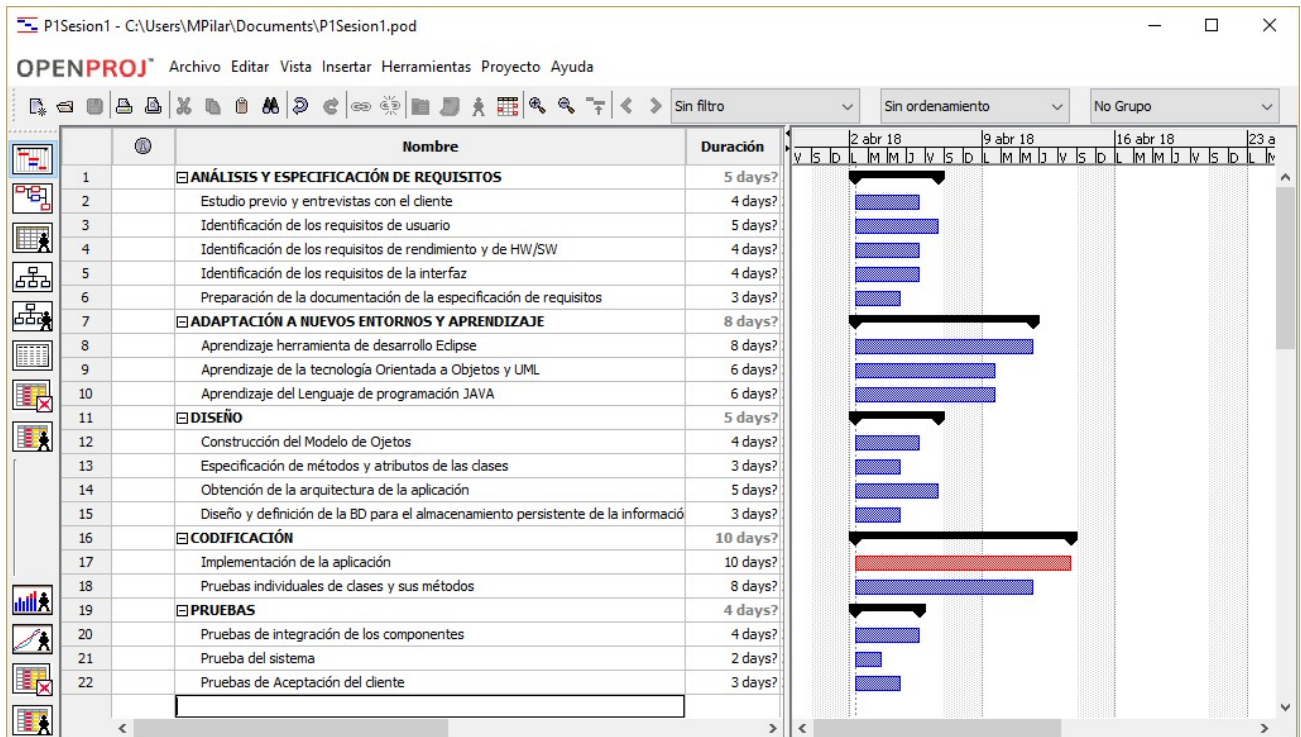 P1Sesion1 - C:\Users\MPilar\Documents\P1Sesion1.pod
OPENPROJ™ Archivo Editar Vista Insertar Herramientas Proyecto Ayuda
Sin filtro Sin ordenamiento No Grupo
Nombre Duración 2 abr 18 9 abr 18 16 abr 18 23 a
V S D L M M J V S D L M M J V S D L M M J V S D L M
1 ANÁLISIS Y ESPECIFICACIÓN DE REQUISITOS 5 days?
2 Estudio previo y entrevistas con el cliente 4 days?
3 Identificación de los requisitos de usuario 5 days?
4 Identificación de los requisitos de rendimiento y de HW/SW 4 days?
5 Identificación de los requisitos de la interfaz 4 days?
6 Preparación de la documentación de la especificación de requisitos 3 days?
7 ADAPTACIÓN A NUEVOS ENTORNOS Y APRENDIZAJE 8 days?
8 Aprendizaje herramienta de desarrollo Eclipse 8 days?
9 Aprendizaje de la tecnología Orientada a Objetos y UML 6 days?
10 Aprendizaje del Lenguaje de programación JAVA 6 days?
11 DISEÑO 5 days?
12 Construcción del Modelo de Ojetos 4 days?
13 Especificación de métodos y atributos de las clases 3 days?
14 Obtención de la arquitectura de la aplicación 5 days?
15 Diseño y definición de la BD para el almacenamiento persistente de la informació 3 days?
16 CODIFICACIÓN 10 days?
17 Implementación de la aplicación 10 days?
18 Pruebas individuales de clases y sus métodos 8 days?
19 PRUEBAS 4 days?
20 Pruebas de integración de los componentes 4 days?
21 Prueba del sistema 2 days?
22 Pruebas de Aceptación del cliente 3 days?